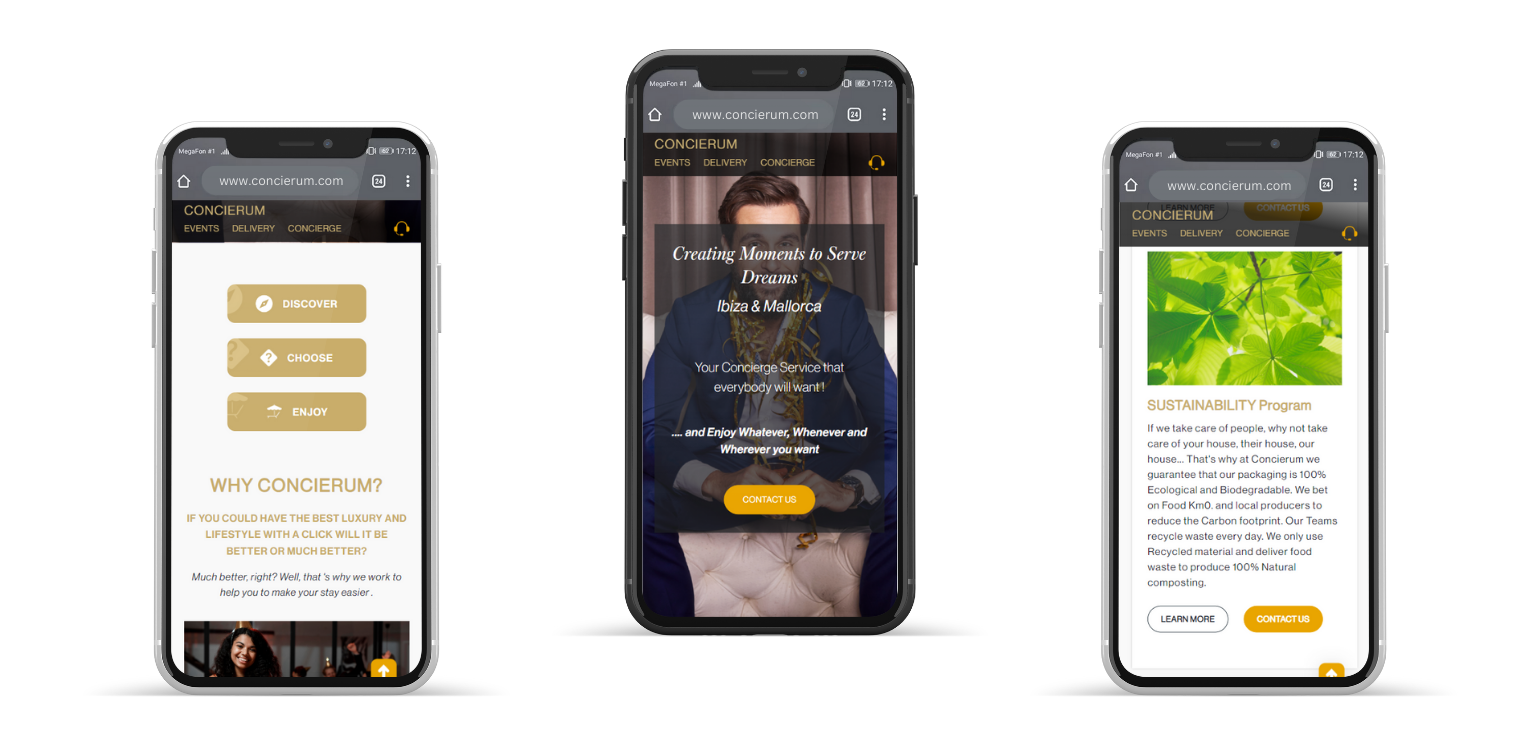 MegaFon #1
62 17:12
www.concierum.com
24
CONCIERUM
EVENTS DELIVERY CONCIERGE
DISCOVER
CHOOSE
ENJOY
WHY CONCIERUM?
IF YOU COULD HAVE THE BEST LUXURY AND
LIFESTYLE WITH A CLICK WILL IT BE
BETTER OR MUCH BETTER?
Much better, right? Well, that 's why we work to
help you to make your stay easier .
MegaFon #1
62 17:12
www.concierum.com
24
CONCIERUM
EVENTS DELIVERY CONCIERGE
Creating Moments to Serve
Dreams
Ibiza & Mallorca
Your Concierge Service that
everybody will want !
.... and Enjoy Whatever, Whenever and
Wherever you want
CONTACT US
MegaFon #1
62 17:12
www.concierum.com
24
LEARN MORE CONTACT US
CONCIERUM
EVENTS DELIVERY CONCIERGE
SUSTAINABILITY Program
If we take care of people, why not take
care of your house, their house, our
house... That's why at Concierum we
guarantee that our packaging is 100%
Ecological and Biodegradable. We bet
on Food Km0. and local producers to
reduce the Carbon footprint. Our Teams
recycle waste every day. We only use
Recycled material and deliver food
waste to produce 100% Natural
composting.
LEARN MORE CONTACT US